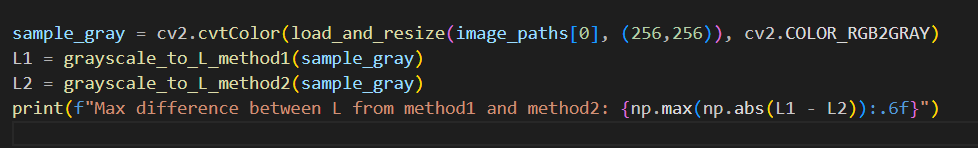 sample_gray = cv2.cvtColor(load_and_resize(image_paths[0], (256,256)), cv2.COLOR_RGB2GRAY)
L1 = grayscale_to_L_method1(sample_gray)
L2 = grayscale_to_L_method2(sample_gray)
print(f"Max difference between L from method1 and method2: {np.max(np.abs(L1 - L2)):.6f}")